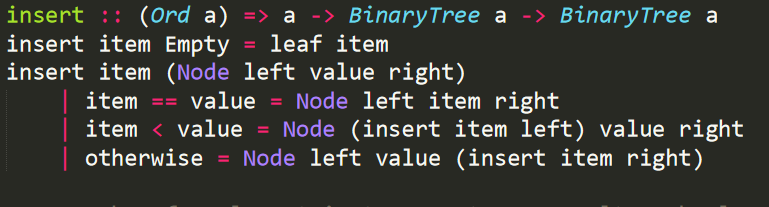 insert :: (Ord a) => a -> BinaryTree a -> BinaryTree a
insert item Empty = leaf item
insert item (Node left value right)
    | item == value = Node left item right
    | item < value = Node (insert item left) value right
    | otherwise = Node left value (insert item right)